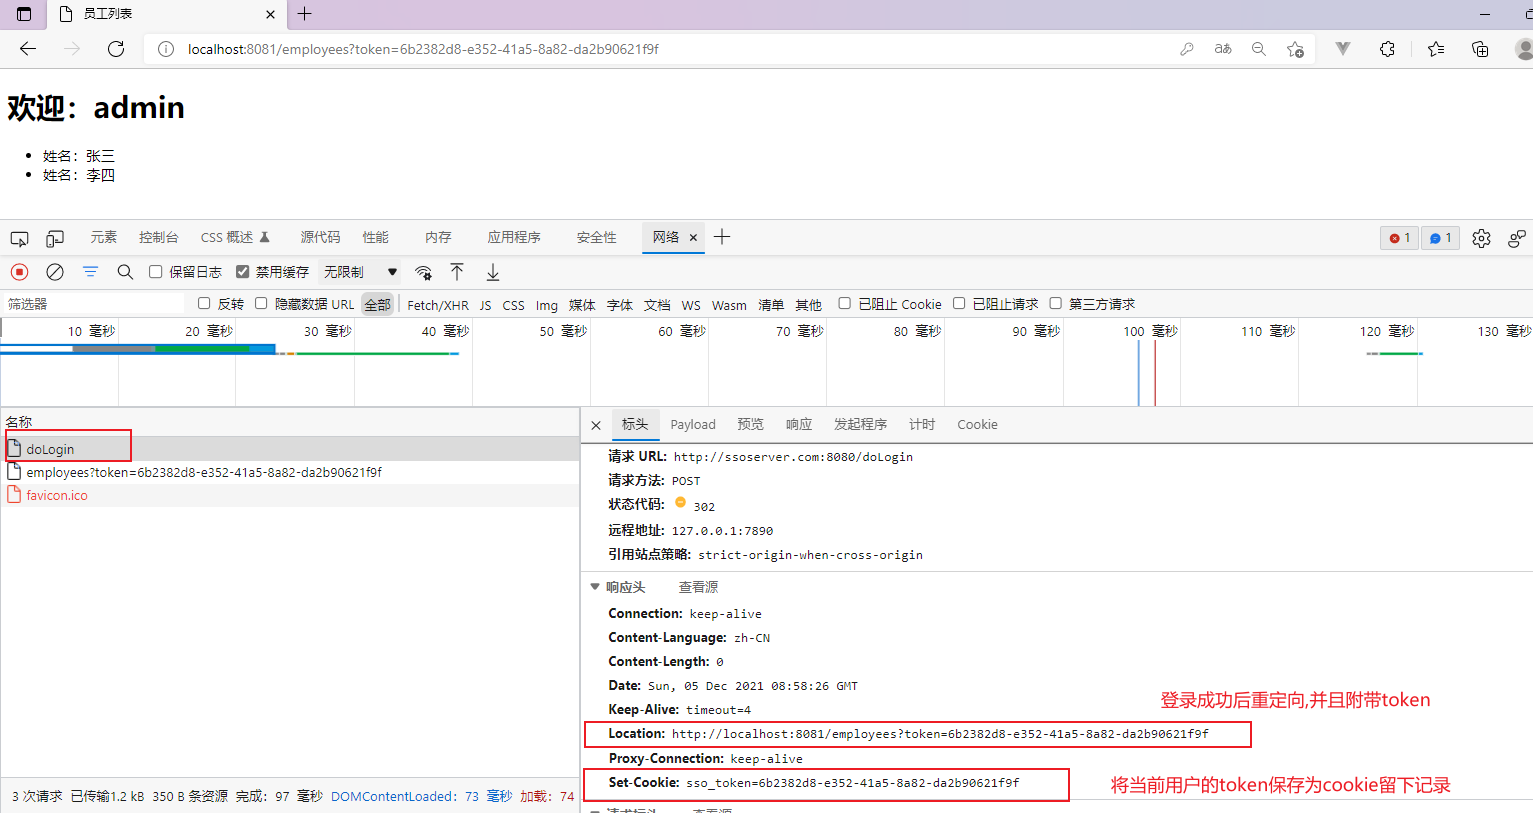 员工列表
localhost:8081/employees?token=6b2382d8-e352-41a5-8a82-da2b90621f9f
欢迎：admin
姓名：张三
姓名：李四
元素 控制台 CSS 概述 源代码 性能 内存 应用程序 安全性 网络 1 1
保留日志 禁用缓存 无限制
筛选器 反转 隐藏数据 URL 全部 Fetch/XHR JS CSS Img 媒体 字体 文档 WS Wasm 清单 其他 已阻止 Cookie 已阻止请求 第三方请求
10 毫秒 20 毫秒 30 毫秒 40 毫秒 50 毫秒 60 毫秒 70 毫秒 80 毫秒 90 毫秒 100 毫秒 110 毫秒 120 毫秒 130 毫秒
名称
doLogin
employees?token=6b2382d8-e352-41a5-8a82-da2b90621f9f
favicon.ico
3 次请求 已传输1.2 kB 350 B 条资源 完成：97 毫秒 DOMContentLoaded：73 毫秒 加载：74
标头 Payload 预览 响应 发起程序 计时 Cookie
请求 URL: http://ssoserver.com:8080/doLogin
请求方法: POST
状态代码: 302
远程地址: 127.0.0.1:7890
引用站点策略: strict-origin-when-cross-origin
响应头 查看源
Connection: keep-alive
Content-Language: zh-CN
Content-Length: 0
Date: Sun, 05 Dec 2021 08:58:26 GMT
Keep-Alive: timeout=4
登录成功后重定向,并且附带token
Location: http://localhost:8081/employees?token=6b2382d8-e352-41a5-8a82-da2b90621f9f
Proxy-Connection: keep-alive
Set-Cookie: sso_token=6b2382d8-e352-41a5-8a82-da2b90621f9f
将当前用户的token保存为cookie留下记录